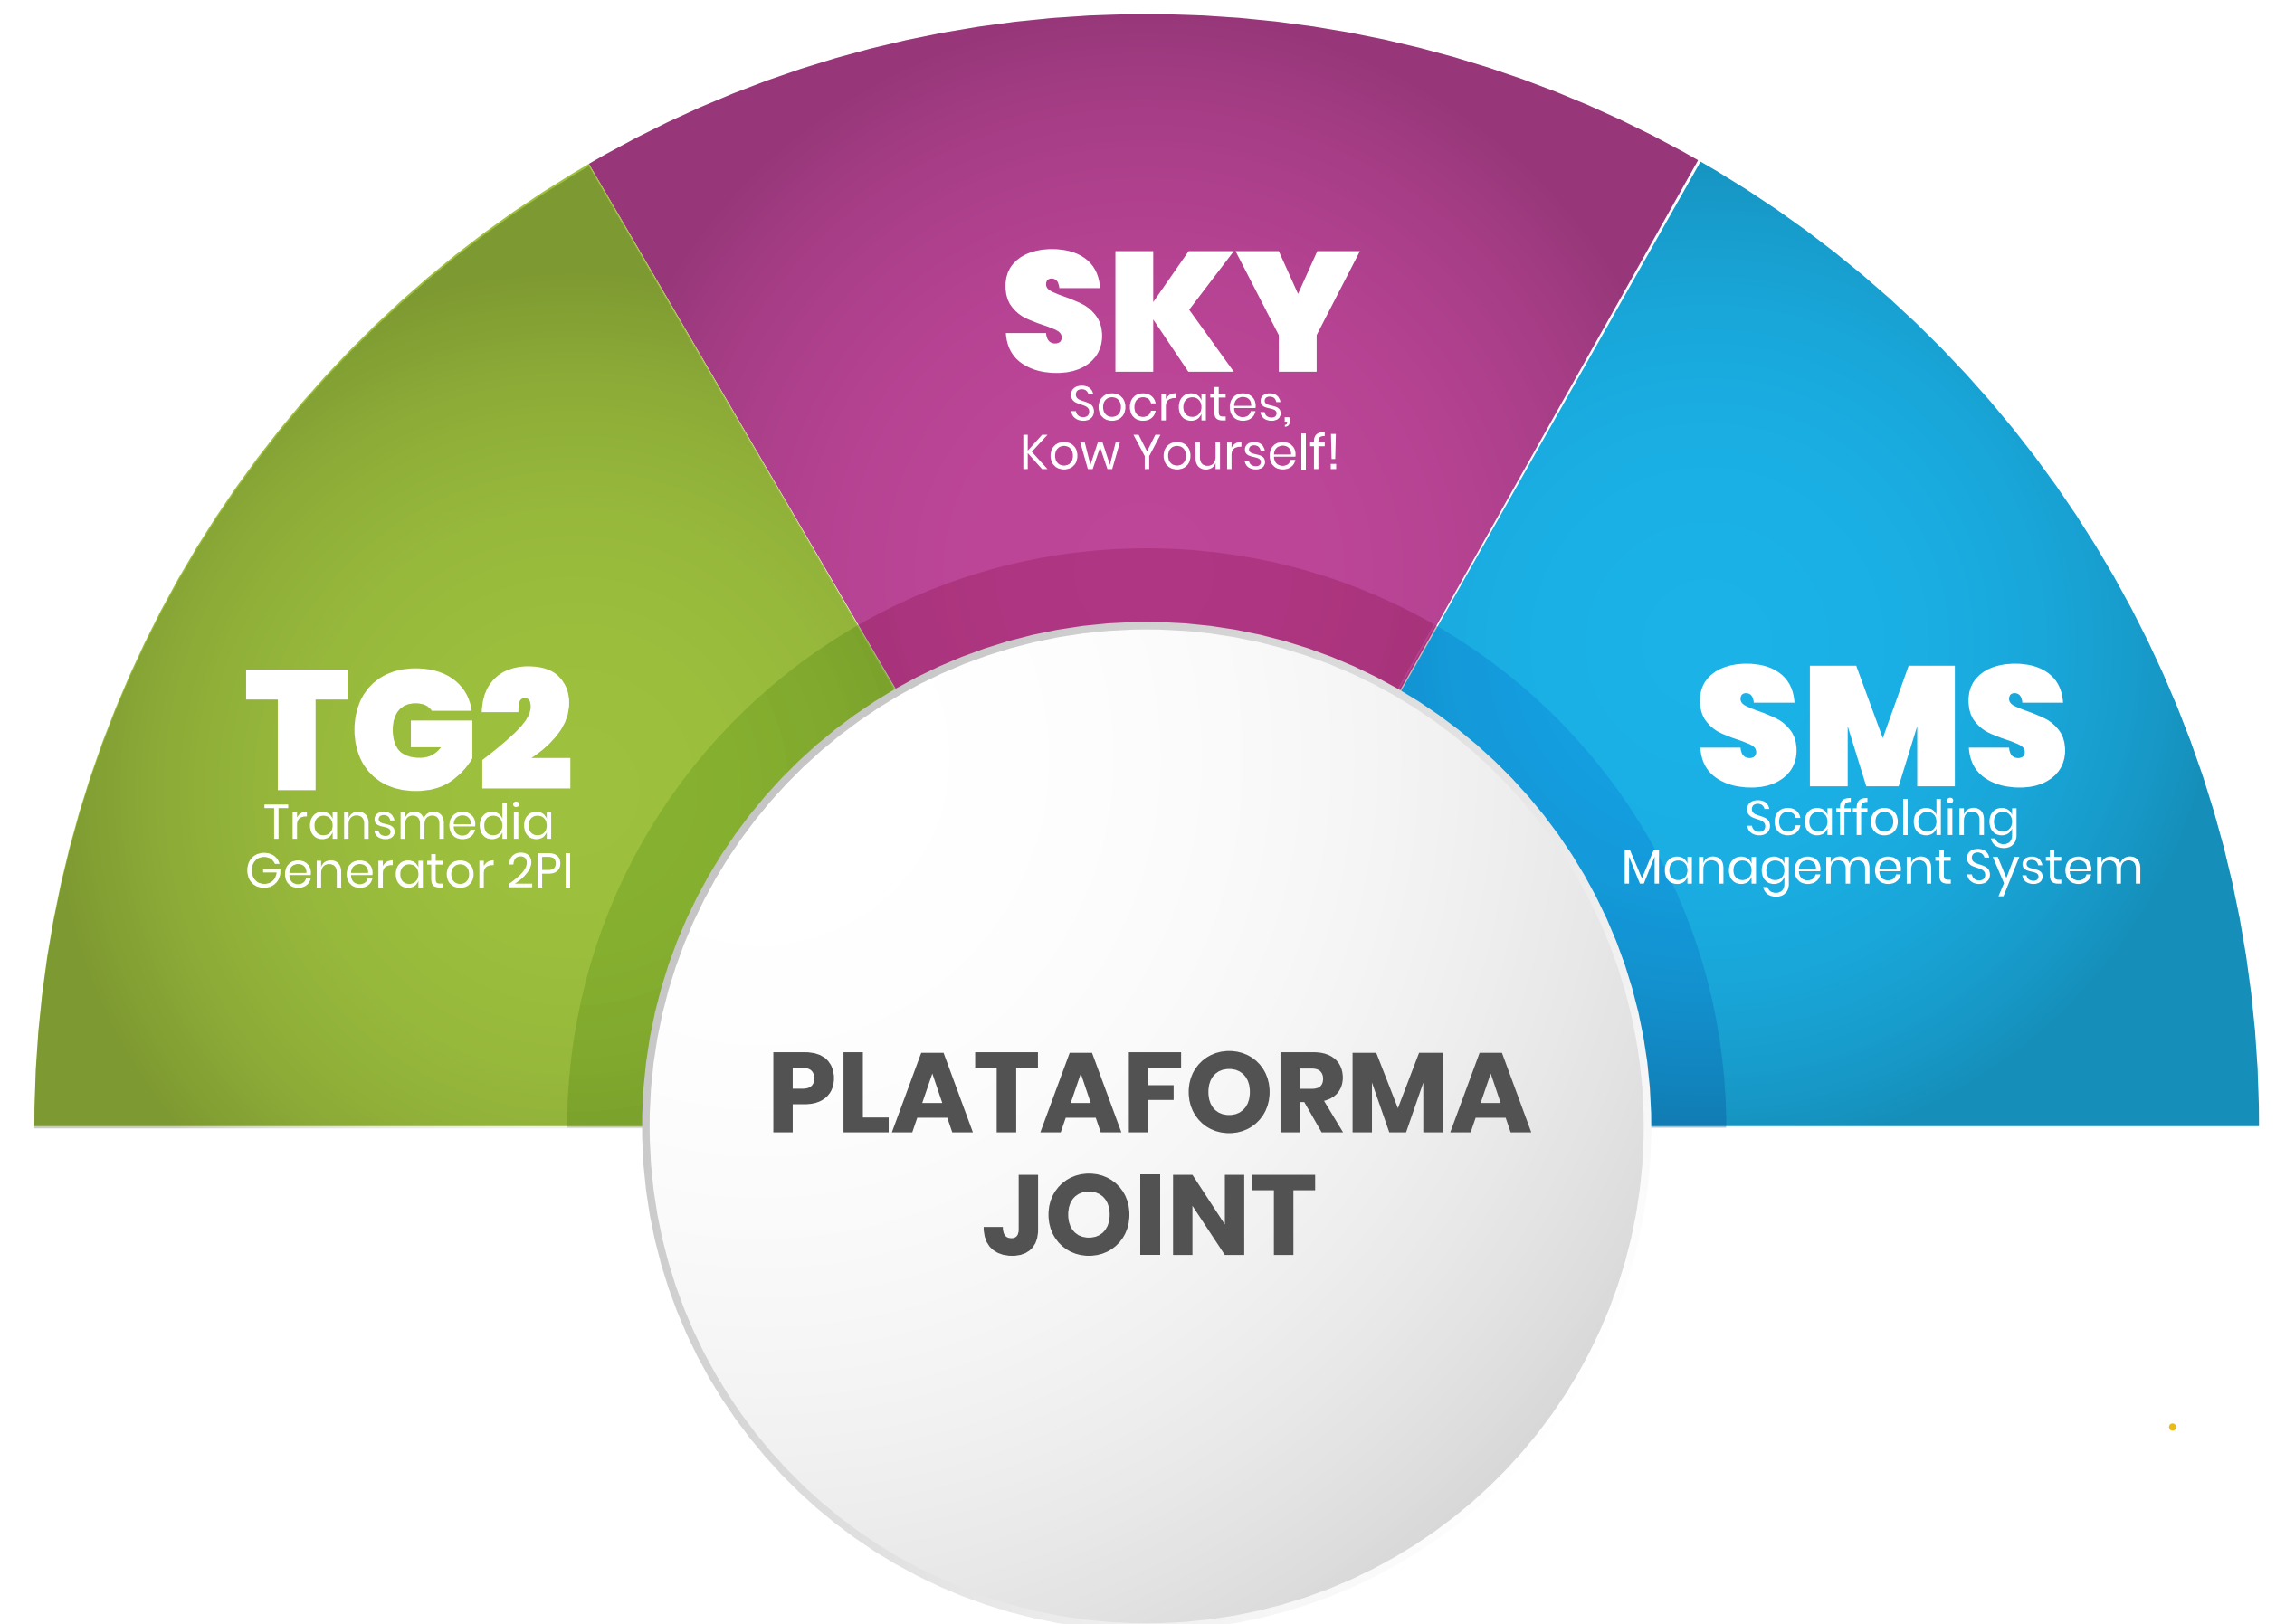 SKY
Socrates,
Kow Yourself!
TG2
Transmedia
Generator 2PI
SMS
Scaffolding
Management System
PLATAFORMA
JOINT